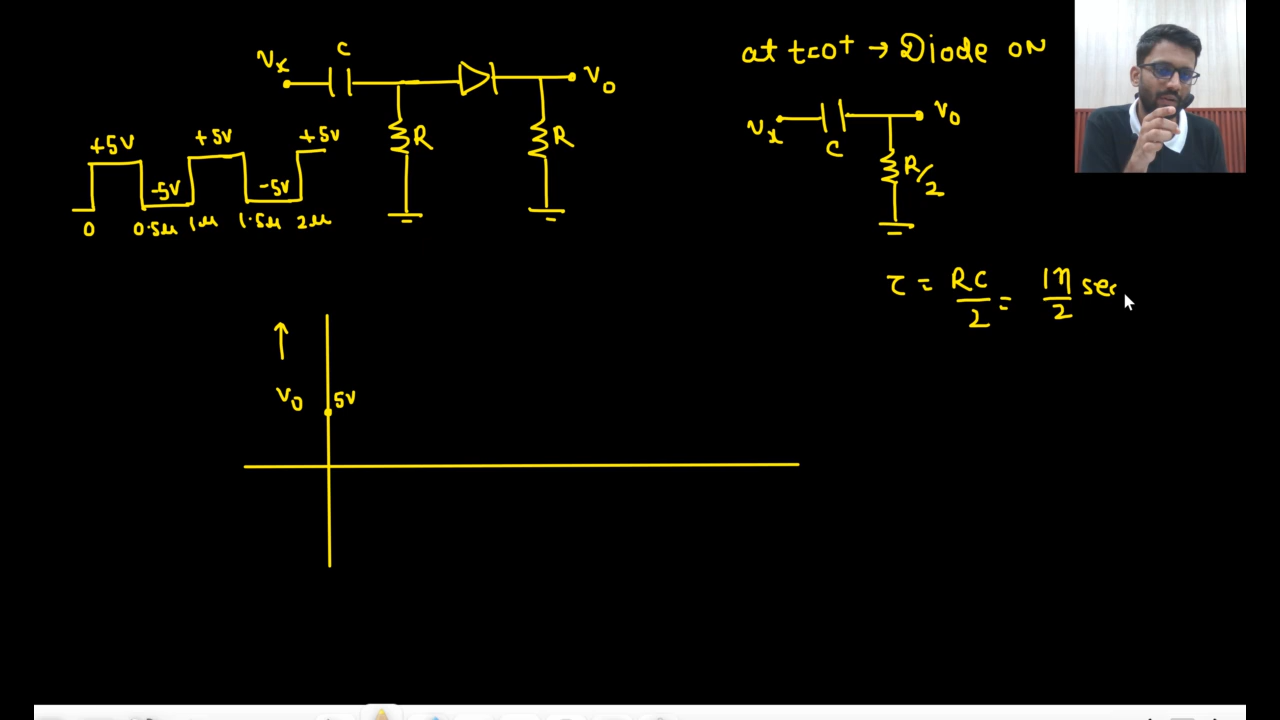 at t=0⁺ → Diode ON
Vx C Vo
R R
+5V +5V +5V
-5V -5V
0 0.5μ 1μ 1.5μ 2μ
Vx C Vo
R/2
τ = RC/2 = 1η/2 sec
Vo 5V